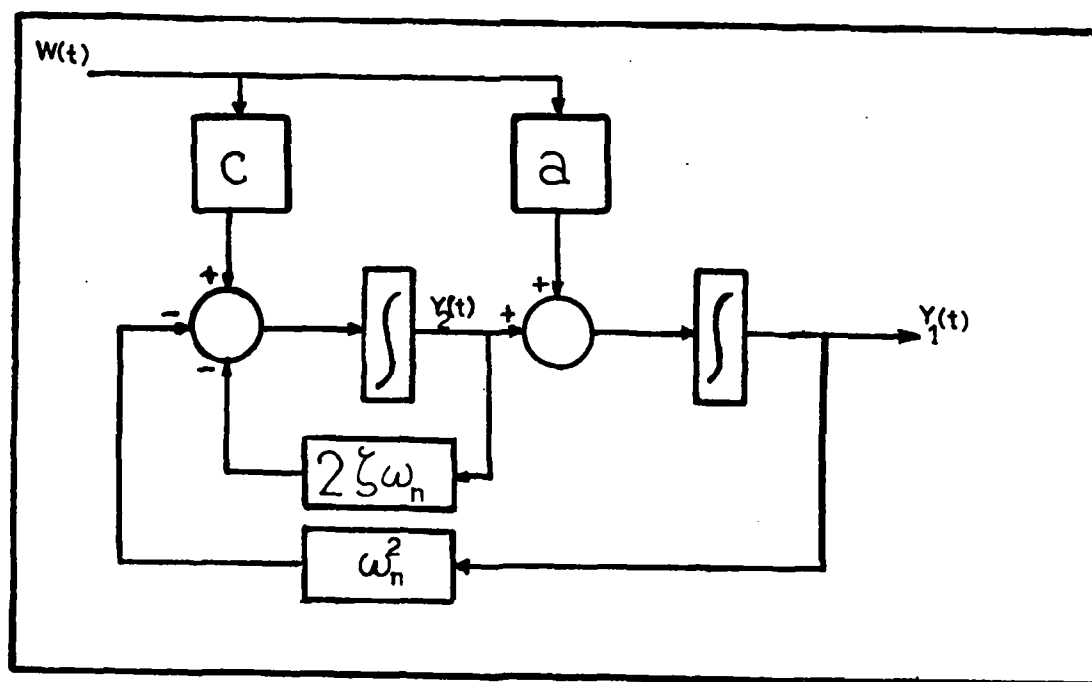 W(t)
c a
+ +
- ∫ Y₂(t) + ∫ Y₁(t)
-
2ζωₙ
ωₙ²